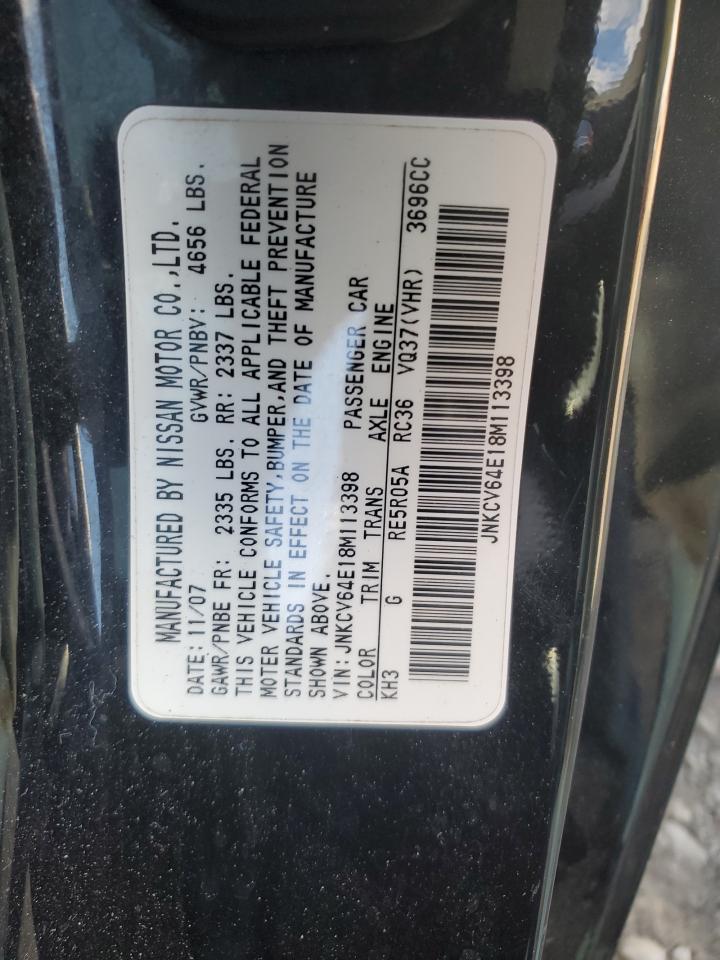 MANUFACTURED BY NISSAN MOTOR CO.,LTD.
DATE: 11/07 GVWR/PNBV: 4656 LBS.
GAWR/PNBE FR: 2335 LBS. RR: 2337 LBS.
THIS VEHICLE CONFORMS TO ALL APPLICABLE FEDERAL
MOTER VEHICLE SAFETY,BUMPER,AND THEFT PREVENTION
STANDARDS IN EFFECT ON THE DATE OF MANUFACTURE
SHOWN ABOVE.
VIN: JNKCV64E18M113398 PASSENGER CAR
COLOR TRIM TRANS AXLE ENGINE
KH3 G RE5R05A RC36 VQ37(VHR) 3696CC
JNKCV64E18M113398